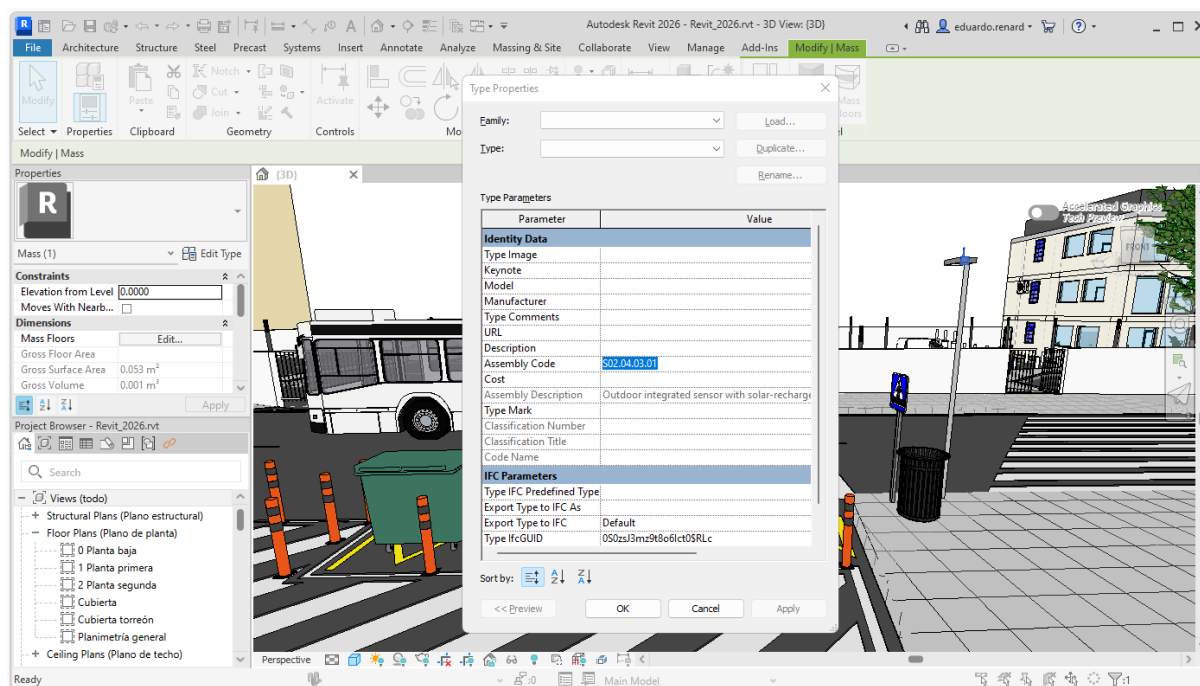 Autodesk Revit 2026 - Revit_2026.rvt - 3D View: {3D}
eduardo.renard
File Architecture Structure Steel Precast Systems Insert Annotate Analyze Massing & Site Collaborate View Manage Add-Ins Modify | Mass
Modify
Paste
Notch
Cut
Join
Activate
Mass
Select Properties Clipboard Geometry Controls
Modify | Mass
Properties
R
Mass (1) Edit Type
Constraints
Elevation from Level 0.0000
Moves With Nearb...
Dimensions
Mass Floors Edit...
Gross Floor Area
Gross Surface Area 0.053 m²
Gross Volume 0.001 m³
Apply
Project Browser - Revit_2026.rvt
Search
Views (todo)
Structural Plans (Plano estructural)
Floor Plans (Plano de planta)
0 Planta baja
1 Planta primera
2 Planta segunda
Cubierta
Cubierta torreón
Planimetría general
Ceiling Plans (Plano de techo)
Ready
{3D}
Type Properties
Family: Load...
Type: Duplicate...
Rename...
Type Parameters
Parameter Value
Identity Data
Type Image
Keynote
Model
Manufacturer
Type Comments
URL
Description
Assembly Code S02.04.03.01
Cost
Assembly Description Outdoor integrated sensor with solar-recharge
Type Mark
Classification Number
Classification Title
Code Name
IFC Parameters
Type IFC Predefined Type
Export Type to IFC As
Export Type to IFC Default
Type IfcGUID 0S0zsJ3mz9t8o6Ict0$RLc
Sort by:
<< Preview OK Cancel Apply
Accelerated Graphics
Tech Preview
FRONT
Perspective
:0 Main Model :1